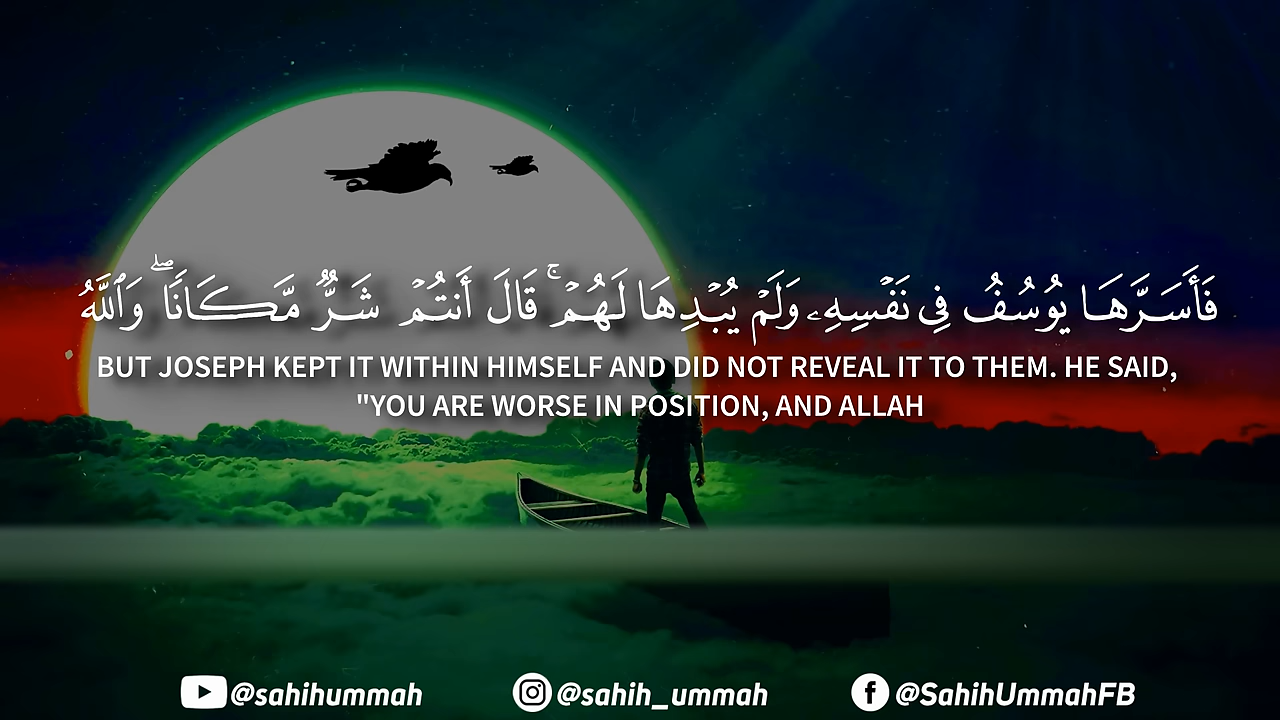 فَأَسَرَّهَا يُوسُفُ فِي نَفْسِهِۦ وَلَمْ يُبْدِهَا لَهُمْ ۚ قَالَ أَنتُمْ شَرٌّ مَّكَانًا ۖ وَٱللَّهُ
BUT JOSEPH KEPT IT WITHIN HIMSELF AND DID NOT REVEAL IT TO THEM. HE SAID,
"YOU ARE WORSE IN POSITION, AND ALLAH
@sahihummah @sahih_ummah @SahihUmmahFB